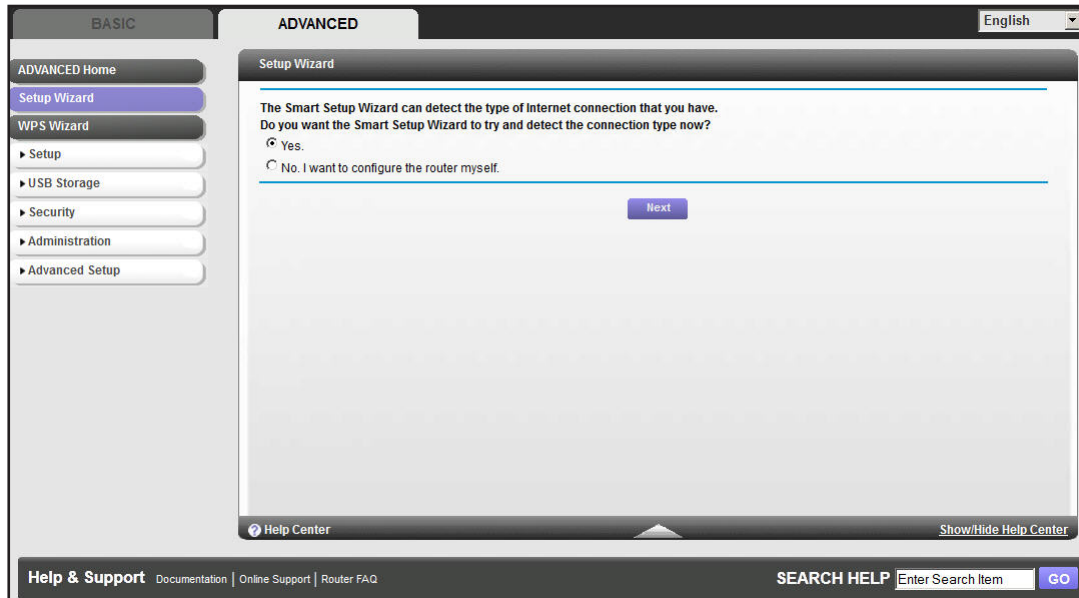 BASIC
ADVANCED
English
ADVANCED Home
Setup Wizard
WPS Wizard
Setup
USB Storage
Security
Administration
Advanced Setup
Setup Wizard
The Smart Setup Wizard can detect the type of Internet connection that you have.
Do you want the Smart Setup Wizard to try and detect the connection type now?
Yes.
No. I want to configure the router myself.
Next
Help Center
Show/Hide Help Center
Help & Support Documentation | Online Support | Router FAQ
SEARCH HELP Enter Search Item GO